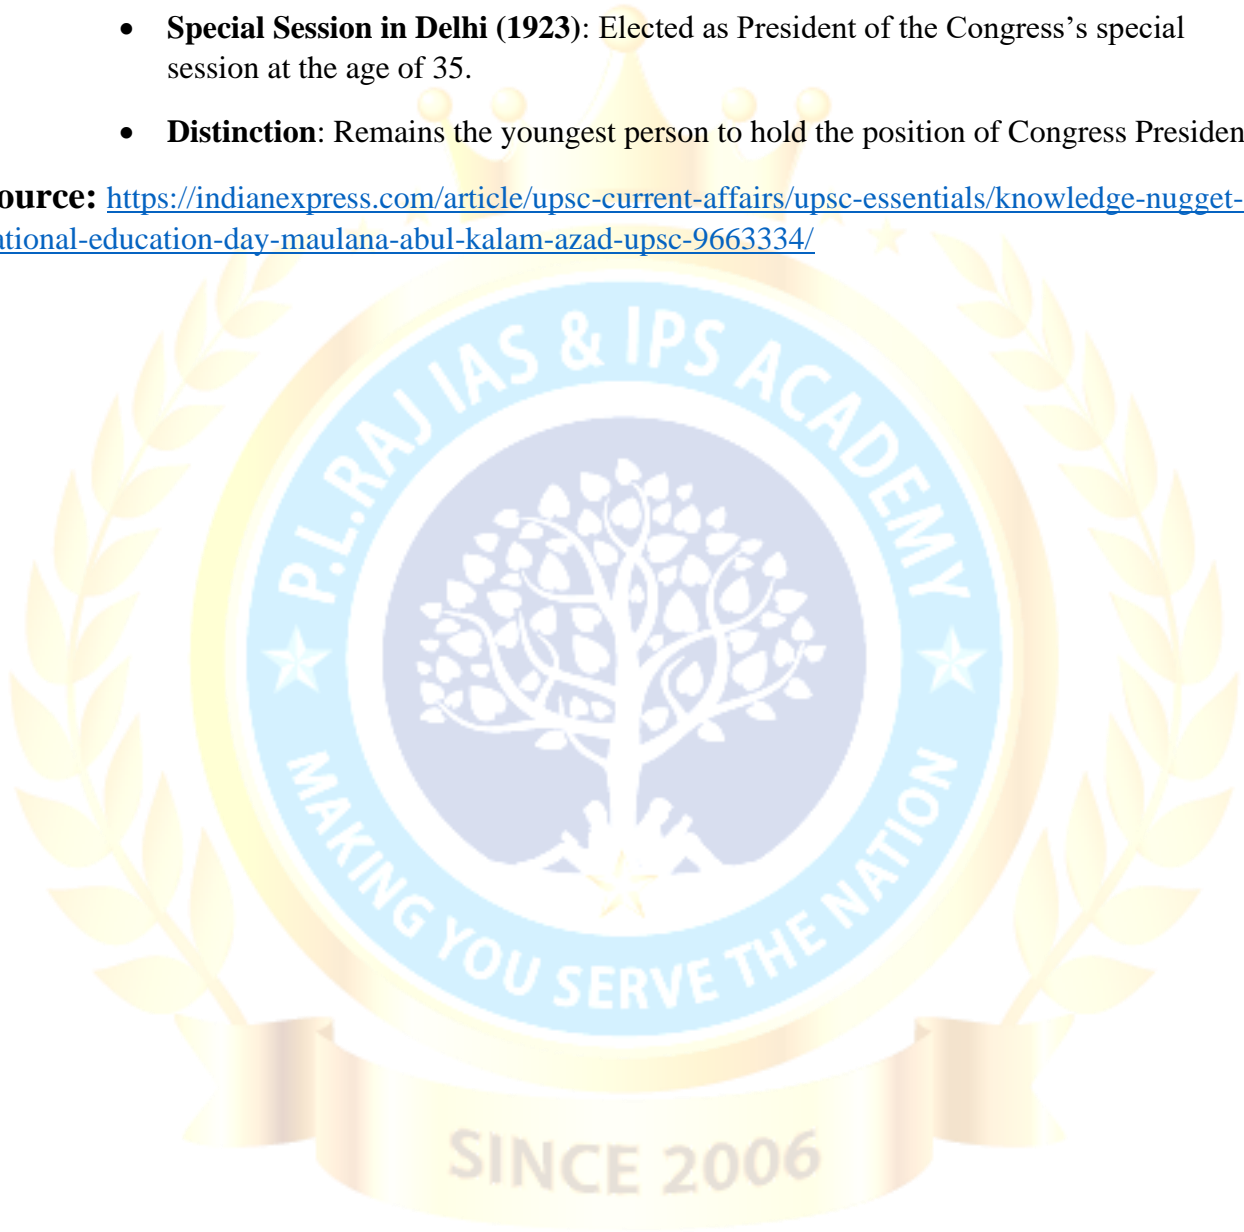 • Special Session in Delhi (1923): Elected as President of the Congress’s special
session at the age of 35.
• Distinction: Remains the youngest person to hold the position of Congress Presiden
ource: https://indianexpress.com/article/upsc-current-affairs/upsc-essentials/knowledge-nugget-
ational-education-day-maulana-abul-kalam-azad-upsc-9663334/
P.L.RAJ IAS & IPS ACADEMY
MAKING YOU SERVE THE NATION
SINCE 2006